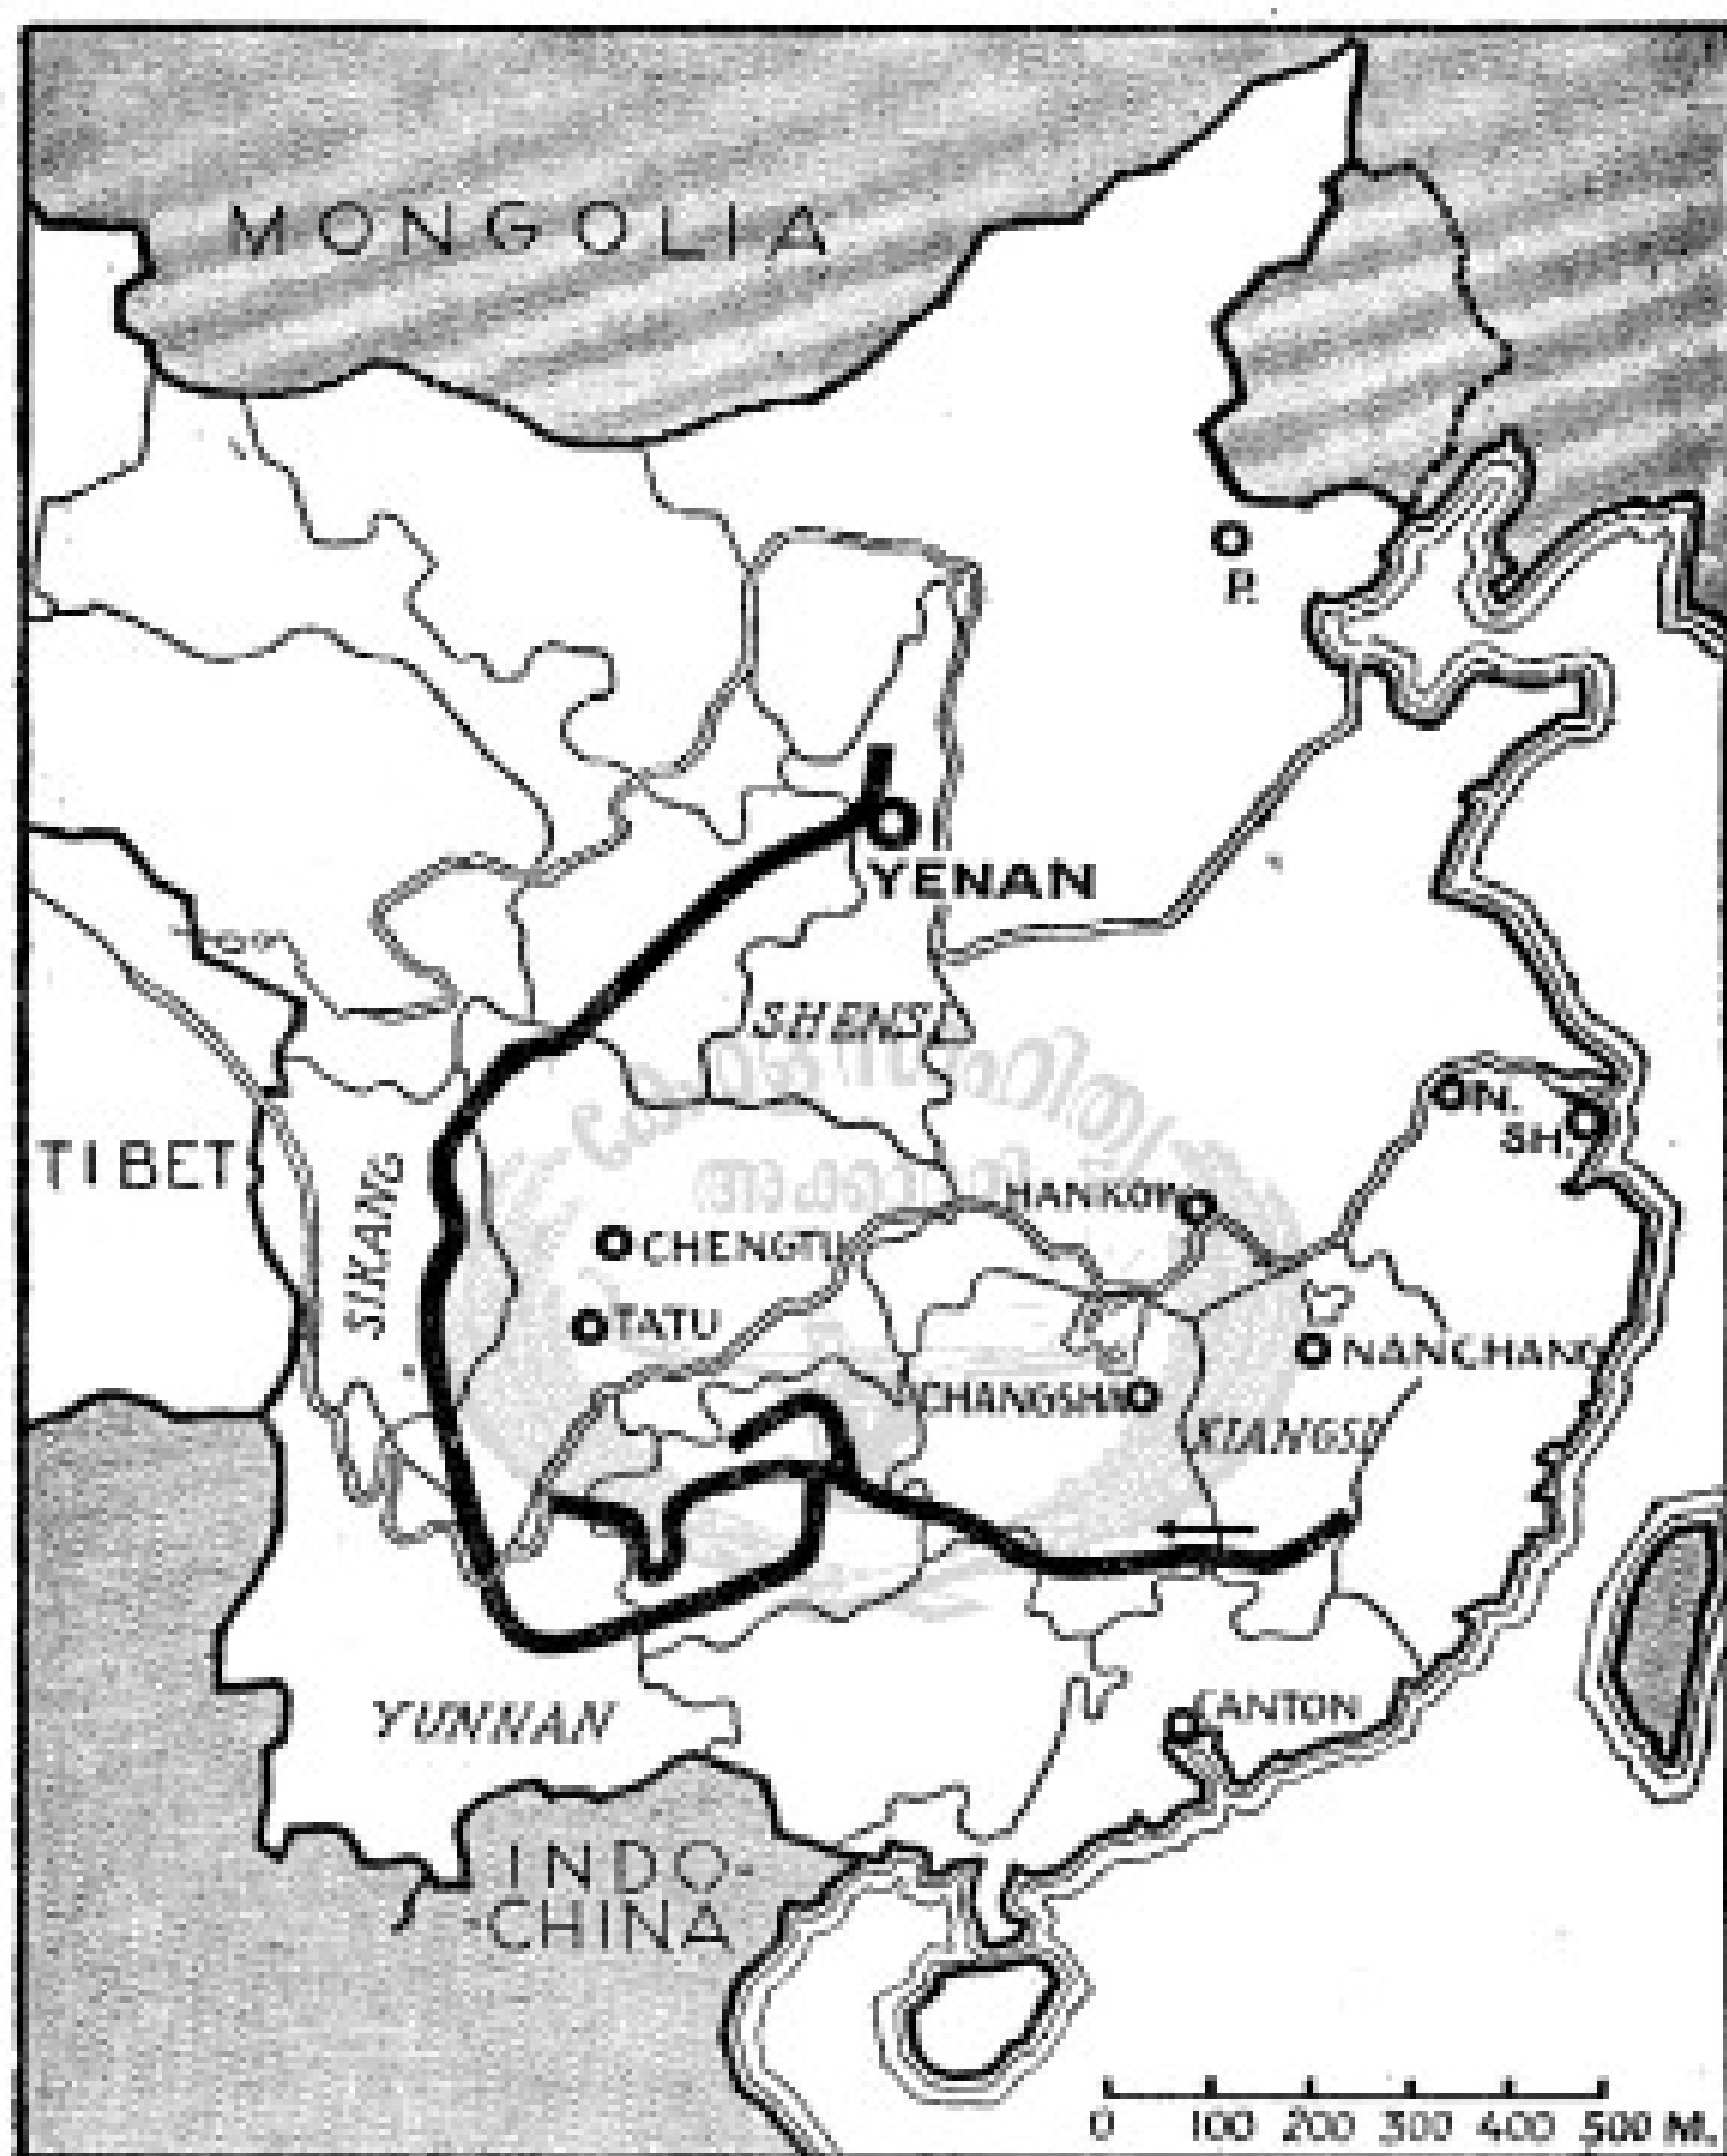 MONGOLIA
P.
YENAN
SHENSI
TIBET
SIKANG
N.
SH.
HANKOW
CHENGTU
TATU
NANCHANG
CHANGSHA
KIANGSI
YUNNAN
CANTON
INDO-
-CHINA
0 100 200 300 400 500 M.